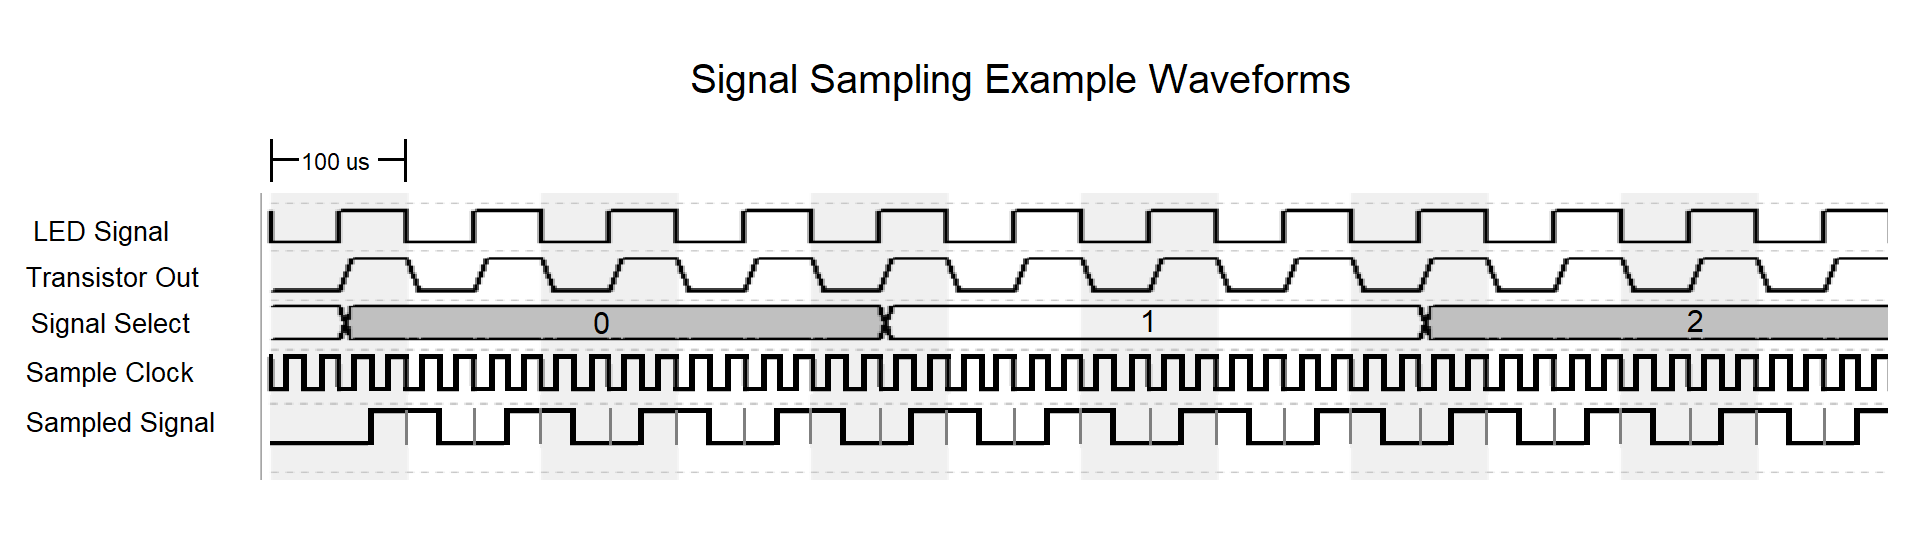 Signal Sampling Example Waveforms
100 us
LED Signal
Transistor Out
Signal Select
0 1 2
Sample Clock
Sampled Signal